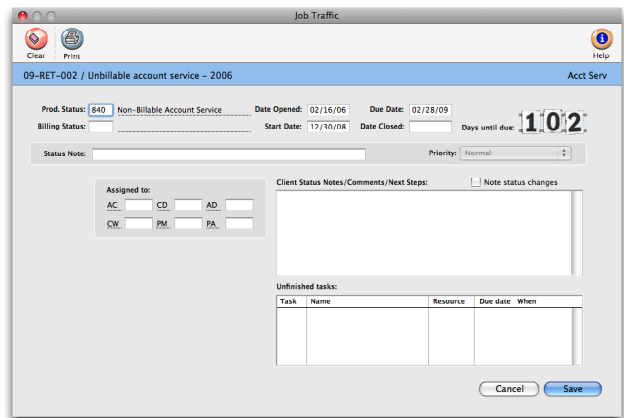 Job Traffic
Clear Print Help
09-RET-002 / Unbillable account service - 2006 Acct Serv
Prod. Status: 840 Non-Billable Account Service Date Opened: 02/16/06 Due Date: 02/28/09
Billing Status: Start Date: 12/30/08 Date Closed: Days until due: 102
Status Note: Priority: Normal
Assigned to: Client Status Notes/Comments/Next Steps: Note status changes
AC CD AD
CW PM PA
Unfinished tasks:
Task Name Resource Due date When
Cancel Save